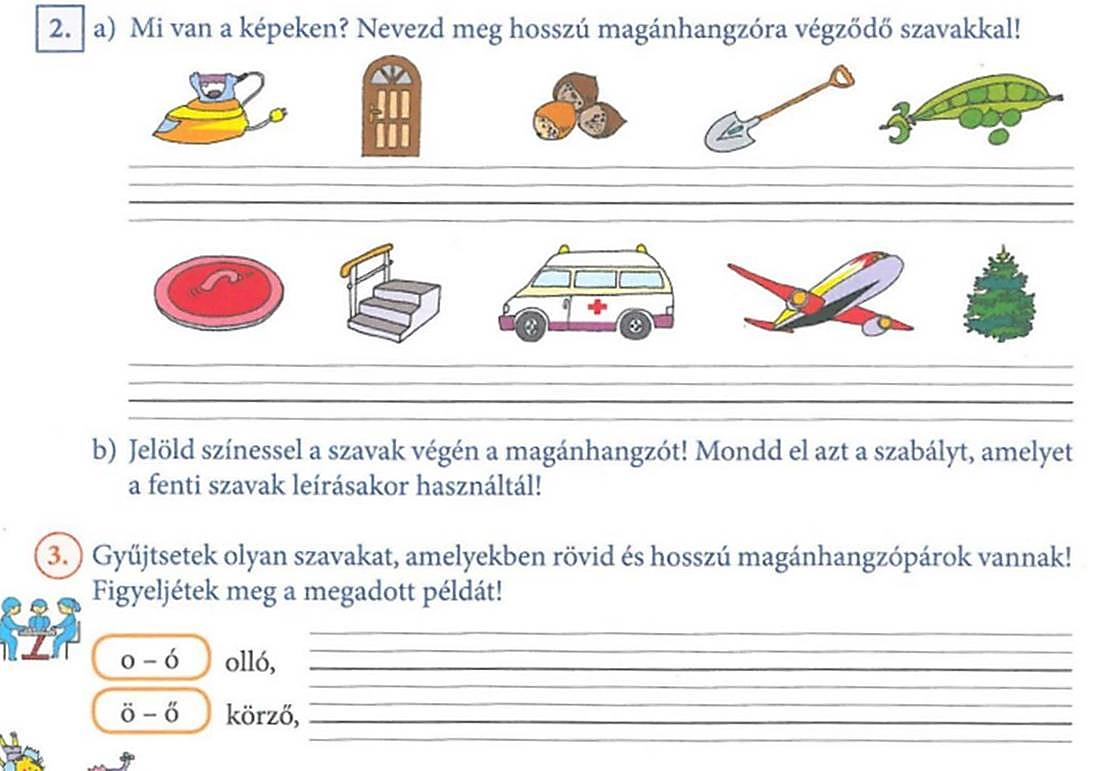 2. a) Mi van a képeken? Nevezd meg hosszú magánhangzóra végződő szavakkal!
b) Jelöld színessel a szavak végén a magánhangzót! Mondd el azt a szabályt, amelyet
a fenti szavak leírásakor használtál!
3. Gyűjtsetek olyan szavakat, amelyekben rövid és hosszú magánhangzópárok vannak!
Figyeljétek meg a megadott példát!
o – ó olló,
ö – ő körző,